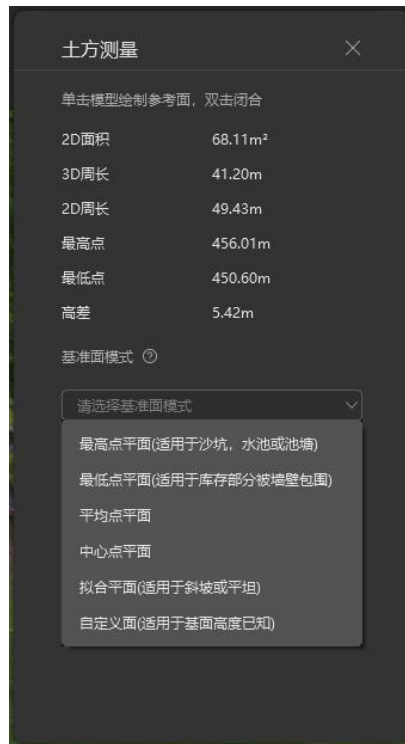 土方测量
单击模型绘制参考面，双击闭合
2D面积 68.11m²
3D周长 41.20m
2D周长 49.43m
最高点 456.01m
最低点 450.60m
高差 5.42m
基准面模式
请选择基准面模式
最高点平面(适用于沙坑，水池或池塘)
最低点平面(适用于库存部分被墙壁包围)
平均点平面
中心点平面
拟合平面(适用于斜坡或平坦)
自定义面(适用于基面高度已知)